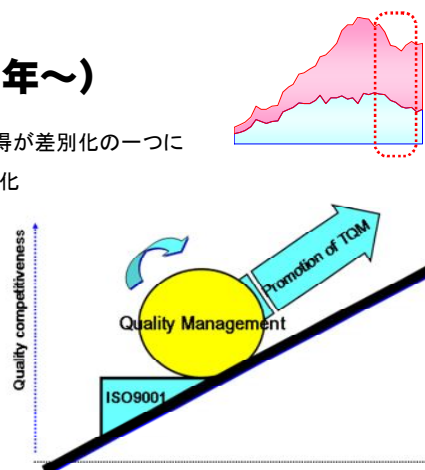 年～)
得が差別化の一つに
化
Quality competitiveness
Promotion of TQM
Quality Management
ISO9001